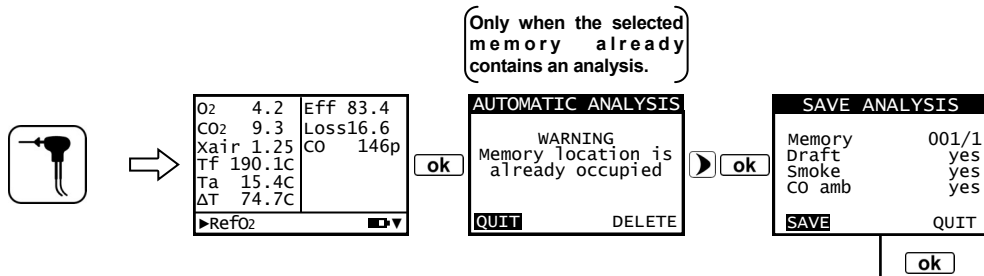 Only when the selected
memory already
contains an analysis.
O2 4.2
CO2 9.3
Xair 1.25
Tf 190.1C
Ta 15.4C
ΔT 74.7C
Eff 83.4
Loss16.6
CO 146p
►RefO2
ok
AUTOMATIC ANALYSIS
WARNING
Memory location is
already occupied
QUIT DELETE
ok
SAVE ANALYSIS
Memory 001/1
Draft yes
Smoke yes
CO amb yes
SAVE QUIT
ok